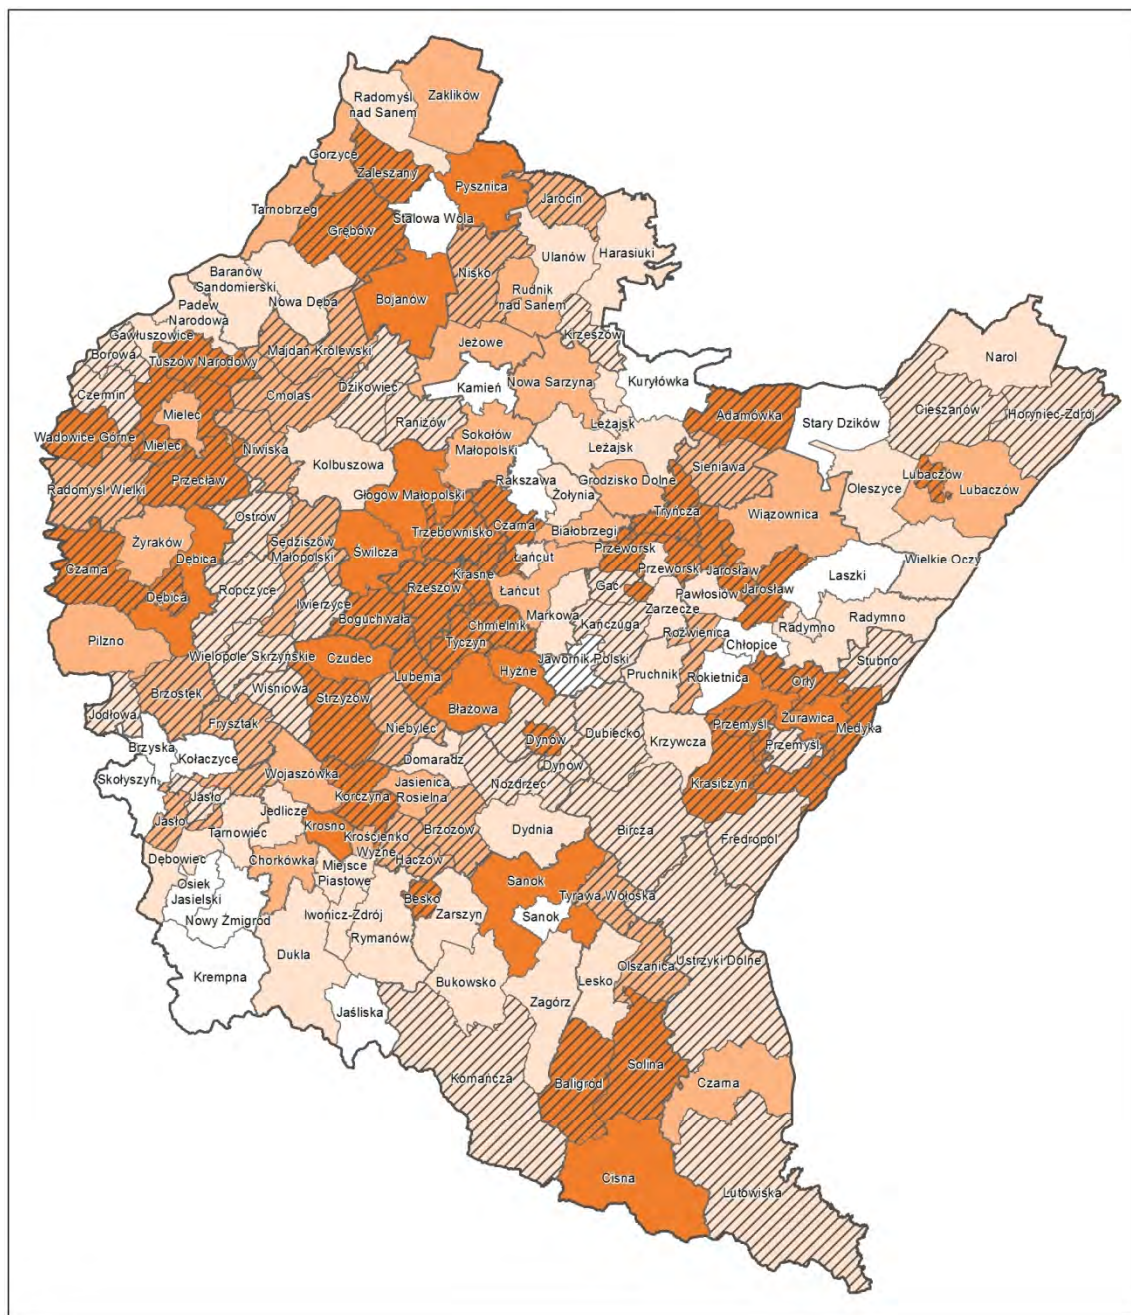 Radomyśl
nad Sanem
Zaklików
Gorzyce
Zaleszany
Pysznica
Jarocin
Tarnobrzeg
Grębów
Stalowa Wola
Ulanów
Harasiuki
Nisko
Baranów
Sandomierski
Nowa Dęba
Bojanów
Rudnik
nad Sanem
Padew
Narodowa
Gawłuszowice
Krzeszów
Borowa
Tuszów Narodowy
Majdan Królewski
Jeżowe
Narol
Czermin
Cmolas
Dzikowiec
Kamień
Nowa Sarzyna
Kuryłówka
Cieszanów
Horyniec-Zdrój
Mielec
Raniżów
Adamówka
Stary Dzików
Wadowice Górne
Mielec
Niwiska
Kolbuszowa
Sokołów
Małopolski
Leżajsk
Leżajsk
Sieniawa
Radomyśl Wielki
Przecław
Głogów Małopolski
Rakszawa
Żołynia
Grodzisko Dolne
Oleszyce
Lubaczów
Lubaczów
Ostrów
Trzebownisko
Czarna
Białobrzegi
Tryńcza
Wiązownica
Czarna
Żyraków
Dębica
Sędziszów
Małopolski
Świlcza
Krasne
Łańcut
Przeworsk
Przeworsk
Jarosław
Jarosław
Wielkie Oczy
Laszki
Dębica
Ropczyce
Iwierzyce
Rzeszów
Łańcut
Gać
Pawłosiów
Zarzecze
Pilzno
Boguchwała
Chmielnik
Markowa
Kańczuga
Radymno
Radymno
Tyczyn
Roźwienica
Chłopice
Stubno
Wielopole Skrzyńskie
Czudec
Lubenia
Hyżne
Jawornik Polski
Pruchnik
Rokietnica
Orły
Jodłowa
Brzostek
Wiśniowa
Strzyżów
Błażowa
Żurawica
Medyka
Frysztak
Niebylec
Dynów
Dynów
Dubiecko
Krzywcza
Przemyśl
Przemyśl
Brzyska
Kołaczyce
Skołyszyn
Wojaszówka
Domaradz
Nozdrzec
Krasiczyn
Jasło
Jasło
Jasienica
Rosielna
Korczyna
Jedlicze
Tarnowiec
Krosno
Krościenko
Wyżne
Brzozów
Dydnia
Bircza
Fredropol
Dębowiec
Chorkówka
Miejsce
Piastowe
Haczów
Osiek
Jasielski
Besko
Sanok
Tyrawa Wołoska
Nowy Żmigród
Iwonicz-Zdrój
Zarszyn
Sanok
Rymanów
Krempna
Dukla
Bukowsko
Zagórz
Lesko
Olszanica
Ustrzyki Dolne
Jaśliska
Komańcza
Baligród
Solina
Czarna
Cisna
Lutowiska